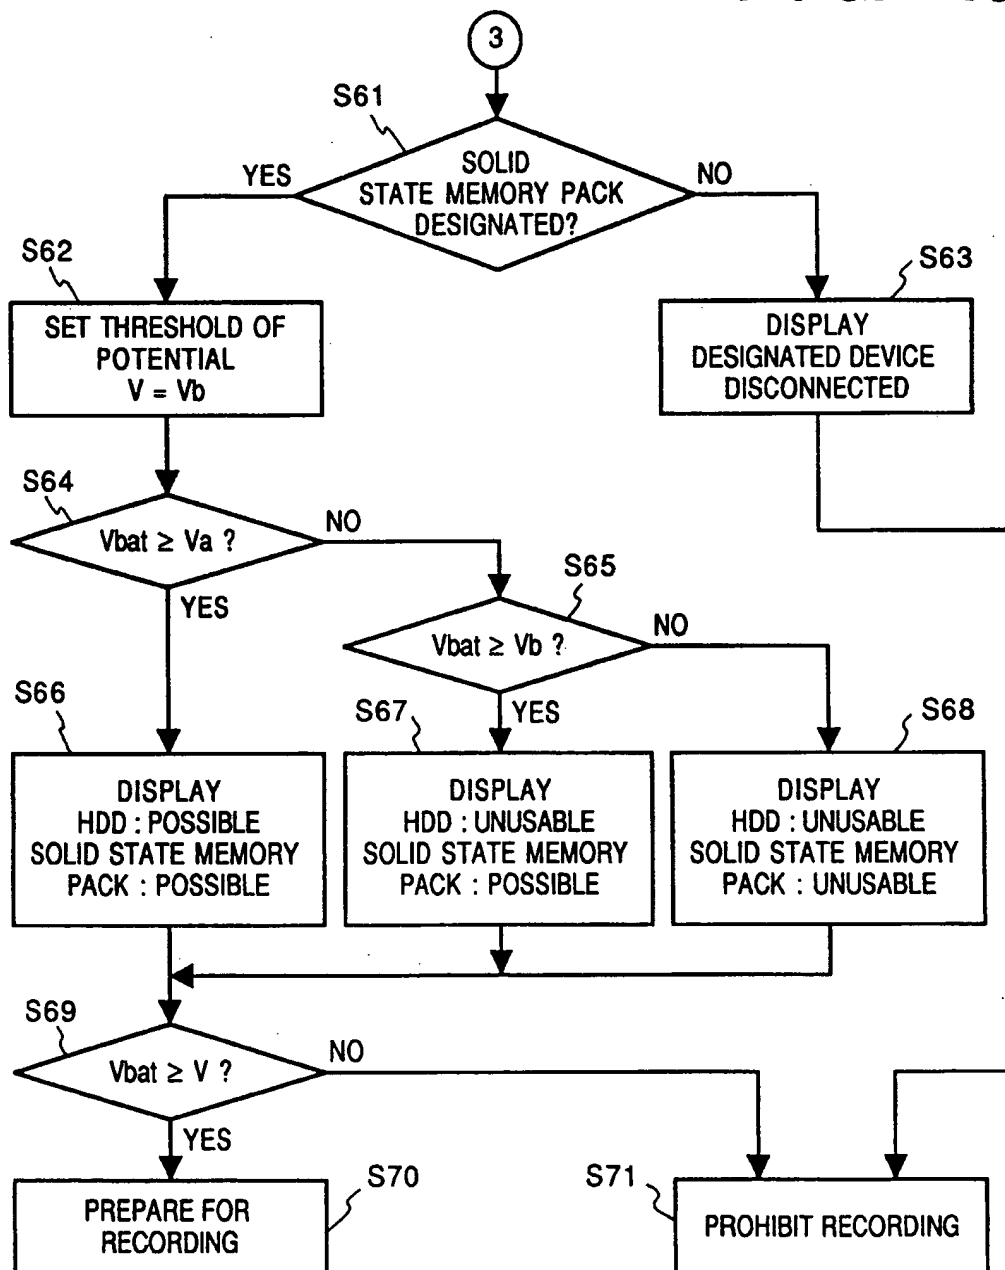 3
S61
SOLID
STATE MEMORY PACK
DESIGNATED?
YES
NO
S62
SET THRESHOLD OF
POTENTIAL
V = Vb
S63
DISPLAY
DESIGNATED DEVICE
DISCONNECTED
S64
Vbat ≥ Va ?
NO
YES
S65
Vbat ≥ Vb ?
NO
YES
S66
DISPLAY
HDD : POSSIBLE
SOLID STATE MEMORY
PACK : POSSIBLE
S67
DISPLAY
HDD : UNUSABLE
SOLID STATE MEMORY
PACK : POSSIBLE
S68
DISPLAY
HDD : UNUSABLE
SOLID STATE MEMORY
PACK : UNUSABLE
S69
Vbat ≥ V ?
NO
YES
S70
PREPARE FOR
RECORDING
S71
PROHIBIT RECORDING